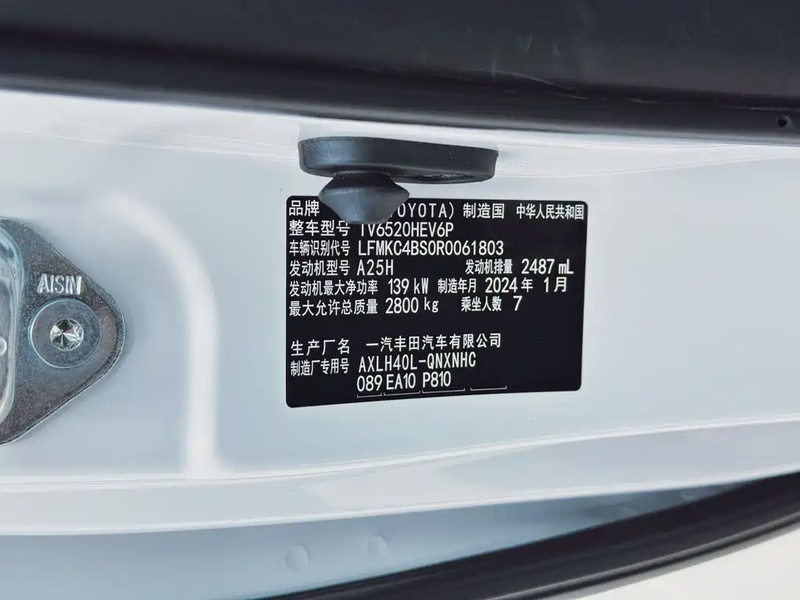 AISIN
品牌 TOYOTA) 制造国 中华人民共和国
整车型号 TV6520HEV6P
车辆识别代号 LFMKC4BS0R0061803
发动机型号 A25H 发动机排量 2487 mL
发动机最大净功率 139 kW 制造年月 2024 年 1 月
最大允许总质量 2800 kg 乘坐人数 7
生产厂名 一汽丰田汽车有限公司
制造厂专用号 AXLH40L-QNXNHC
089 EA10 P810